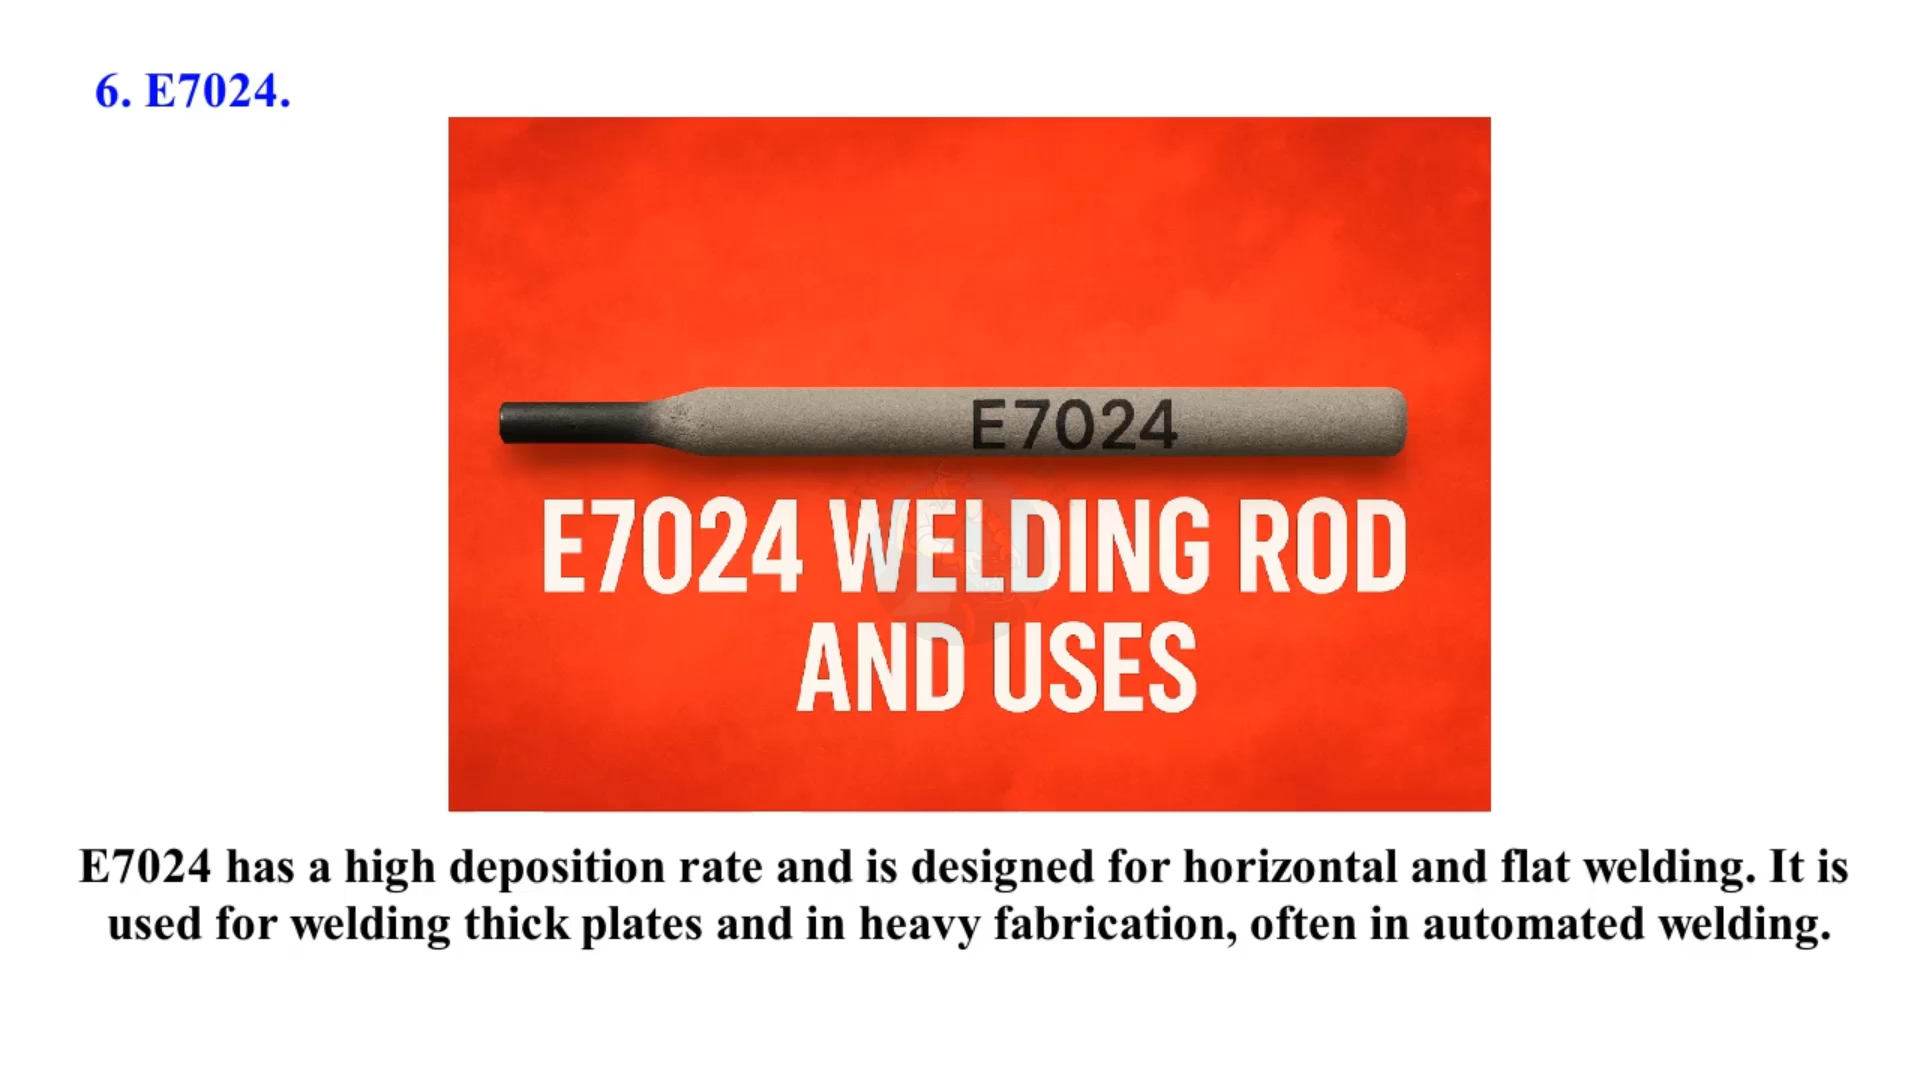 6. E7024.
E7024
E7024 WELDING ROD
AND USES
E7024 has a high deposition rate and is designed for horizontal and flat welding. It is
used for welding thick plates and in heavy fabrication, often in automated welding.